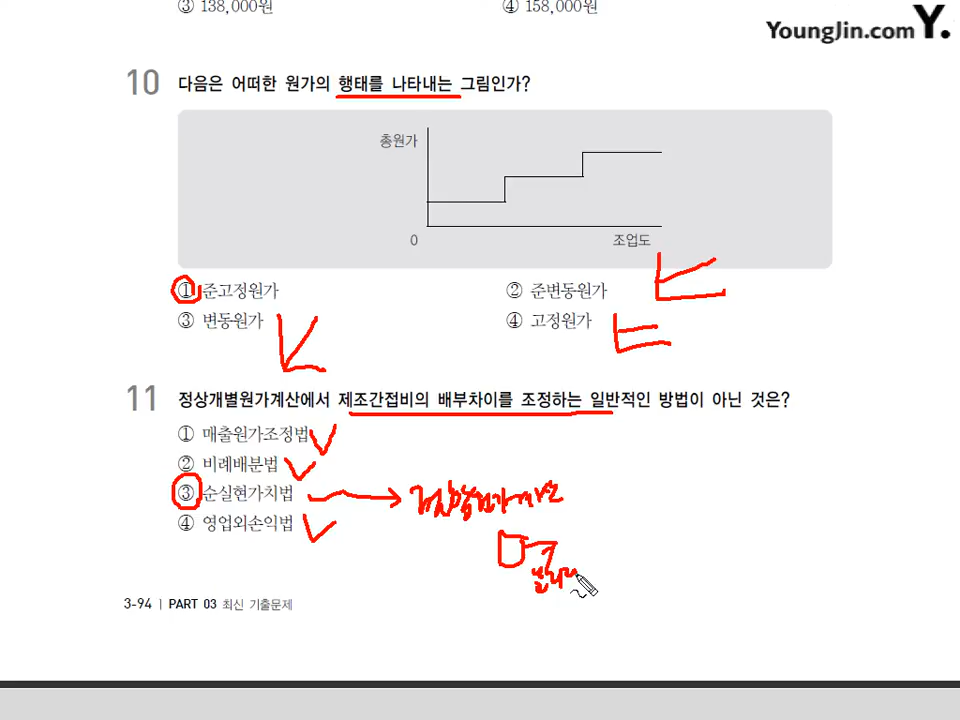 ③ 138,000원 ④ 158,000원
YoungJin.com Y.
10 다음은 어떠한 원가의 행태를 나타내는 그림인가?
총원가
0 조업도
① 준고정원가 ② 준변동원가
③ 변동원가 ④ 고정원가
11 정상개별원가계산에서 제조간접비의 배부차이를 조정하는 일반적인 방법이 아닌 것은?
① 매출원가조정법
② 비례배분법
③ 순실현가치법
④ 영업외손익법
3-94 | PART 03 최신 기출문제